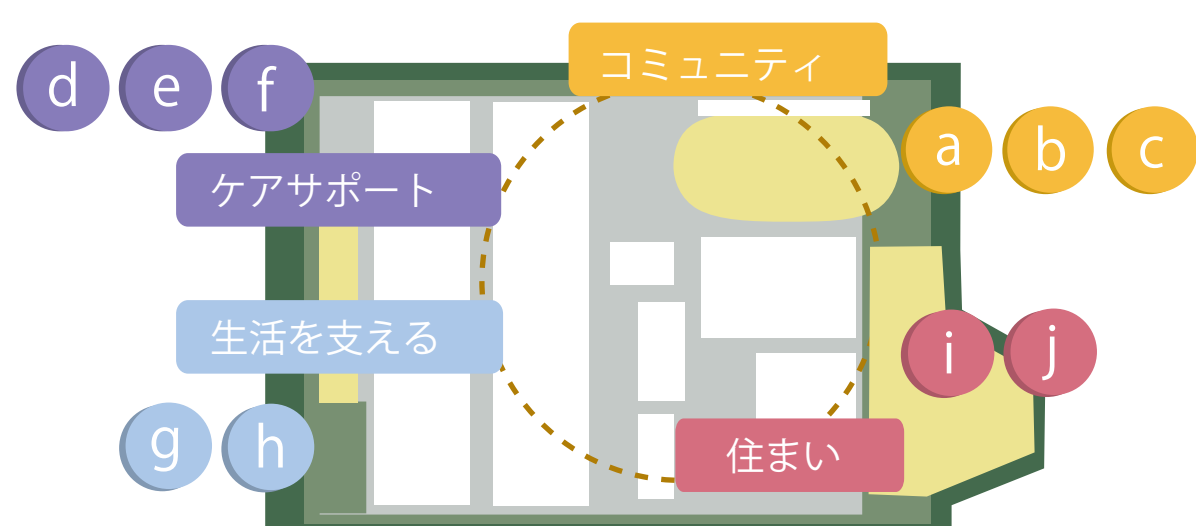 コミュニティ
d e f
a b c
ケアサポート
生活を支える
i j
g h
住まい